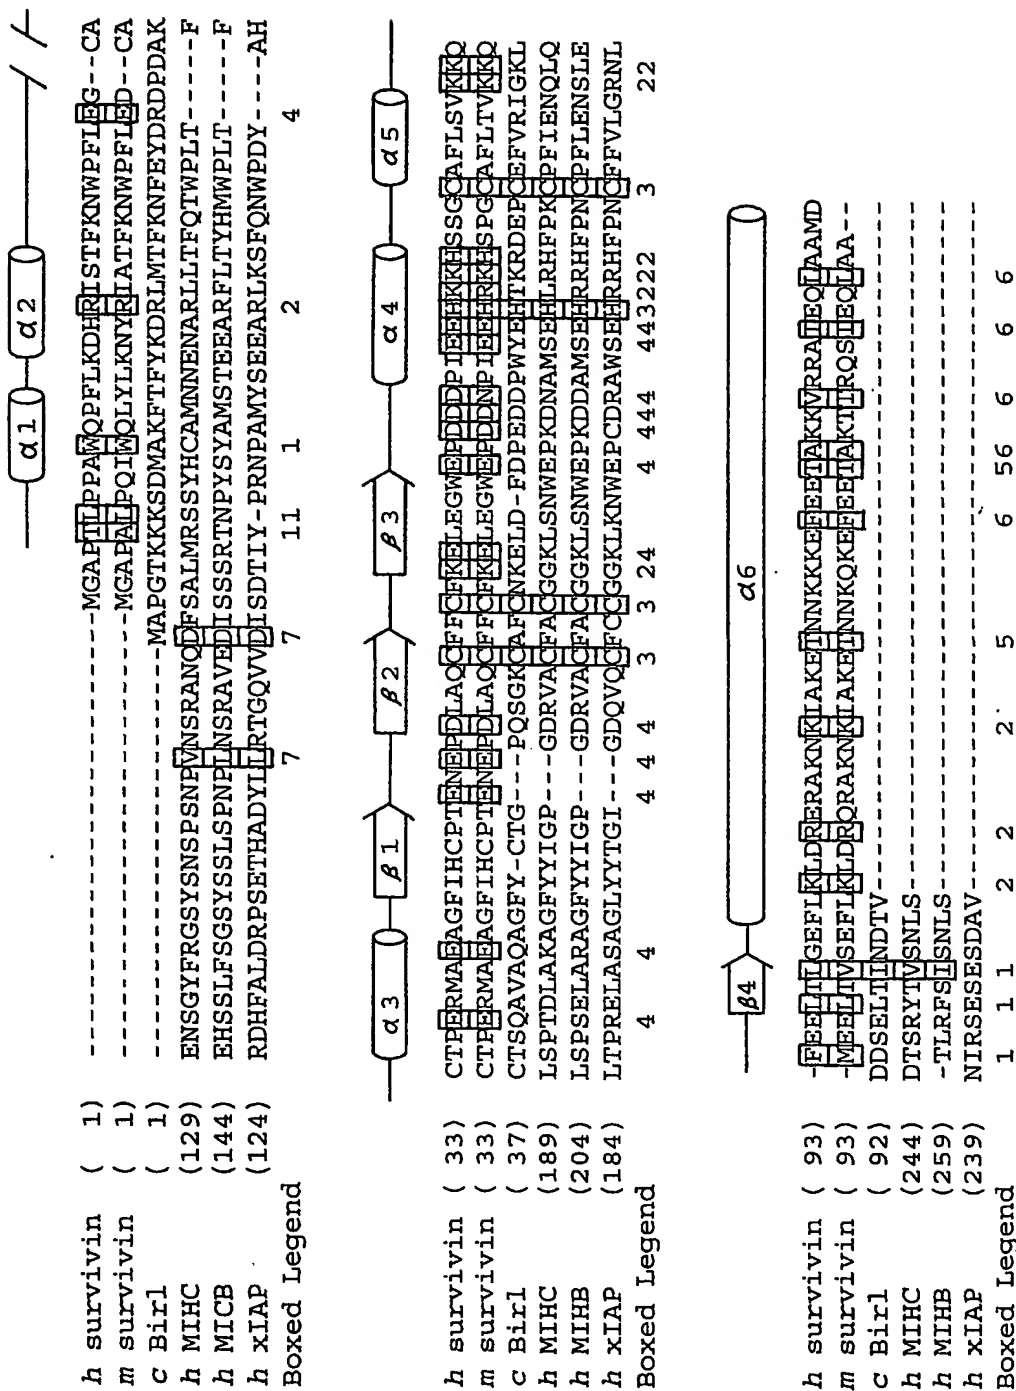 α1 α2
h survivin ( 1) --------------------------MGAPTLPPAWQPFLKDHRISTFKNWPFLEG--CA
m survivin ( 1) --------------------------MGAPALPQIWQLYLKNYRIATFKNWPFLED--CA
c Bir1 ( 1) ------------------------MAPGTKKKSDMAKFTFYKDRLMTFKNFEYDRDPDAK
h MIHC (129) ENSGYFRGSYSNSPSNPVNSRANQDFSALMRSSYHCAMNNENARLLTFQTWPLT-----F
h MICB (144) EHSSLFSGSYSSLSPNPLNSRAVEDISSSRTNPYSYAMSTEEARFLTYHMWPLT-----F
h xIAP (124) RDHFALDRPSETHADYLLRTGQVVDISDTIY-PRNPAMYSEEARLKSFQNWPDY----AH
Boxed Legend 7 7 11 1 2 4
α3 β1 β2 β3 α4 α5
h survivin ( 33) CTPERMAEAGFIHCPTENEPDLAQCFFCFKELEGWEPDDDPIEEHKKHSSGCAFLSVKKQ
m survivin ( 33) CTPERMAEAGFIHCPTENEPDLAQCFFCFKELEGWEPDDNPIEEHRKHSPGCAFLTVKKQ
c Bir1 ( 37) CTSQAVAQAGFY-CTG---PQSGKCAFCNKELD-FDPEDDPWYEHTKRDEPCEFVRIGKL
h MIHC (189) LSPTDLAKAGFYYIGP---GDRVACFACGGKLSNWEPKDNAMSEHLRHFPKCPFIENQLQ
h MIHB (204) LSPSELARAGFYYIGP---GDRVACFACGGKLSNWEPKDDAMSEHRRHFPNCPFLENSLE
h xIAP (184) LTPRELASAGLYYTGI---GDQVQCFCCGGKLKNWEPCDRAWSEHRRHFPNCFFVLGRNL
Boxed Legend 4 4 4 4 4 3 3 24 4 444 443222 3 22
β4 α6
h survivin ( 93) -FEELTLGEFLKLDRERAKNKIAKETNNKKKEFEETAKKVRRAIEQLAAMD
m survivin ( 93) -MEELTVSEFLKLDRQRAKNKIAKETNNKQKEFEETAKTTRQSIEQLAA--
c Bir1 ( 92) DDSELTIINDTV---------------------------------------
h MIHC (244) DTSRYTVSNLS----------------------------------------
h MIHB (259) -TLRFSISNLS----------------------------------------
h xIAP (239) NIRSESESDAV----------------------------------------
Boxed Legend 1 1 1 2 2 2 5 6 56 6 6 6